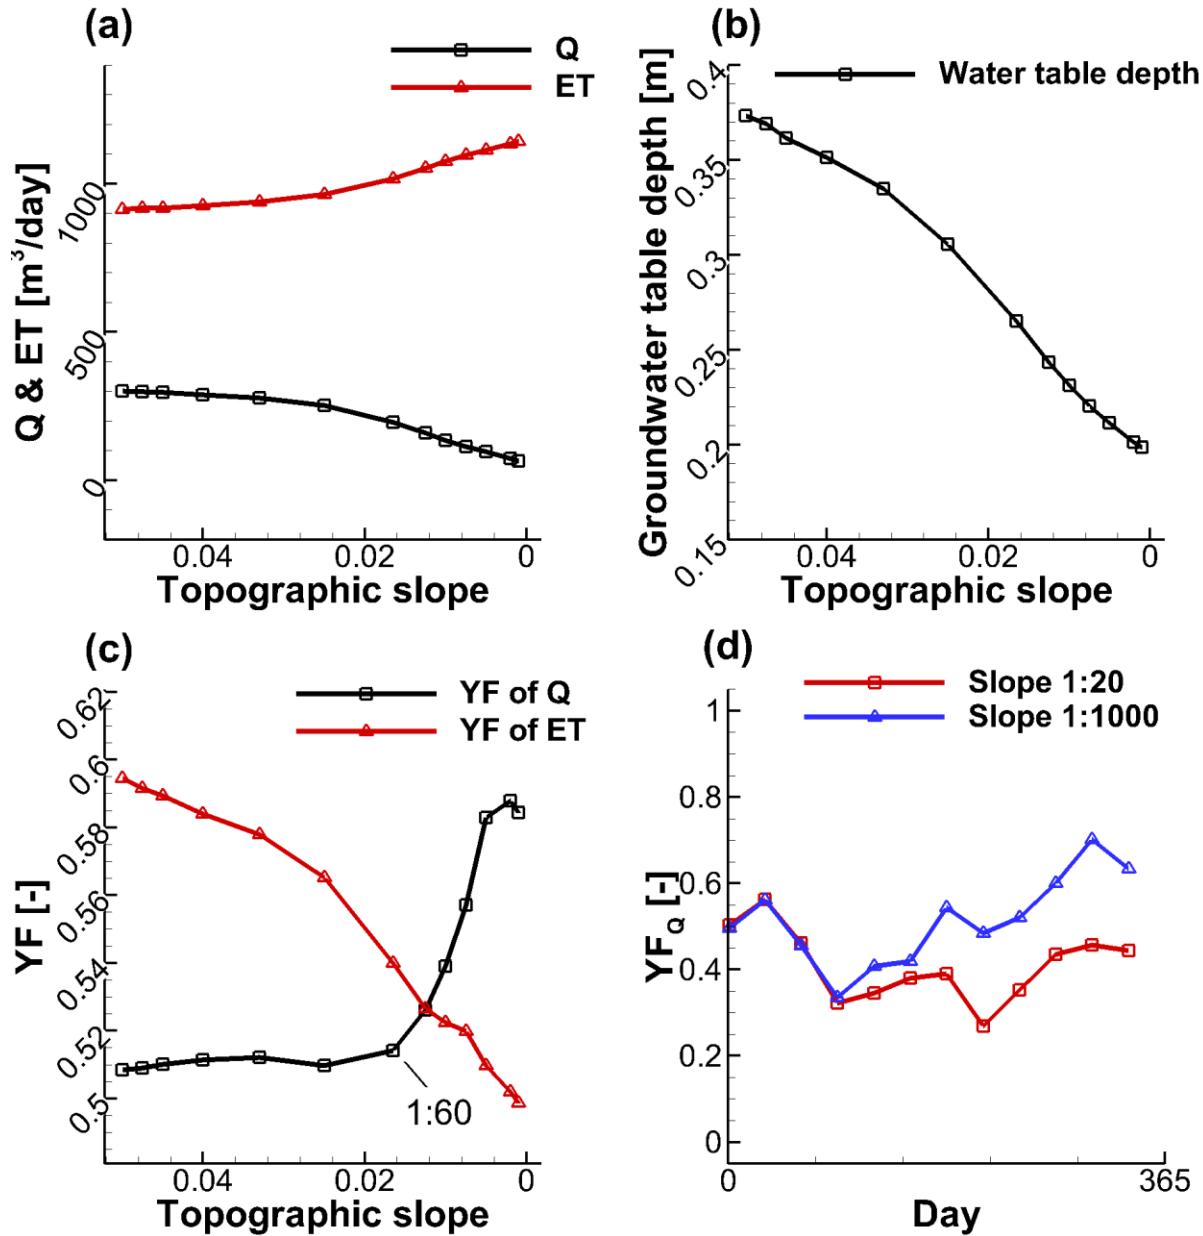 (a)
Q
ET
Q & ET [m³/day]
1000
500
0
0.04
0.02
0
Topographic slope
(b)
Water table depth
Groundwater table depth [m]
0.4
0.35
0.3
0.25
0.2
0.15
0.04
0.02
0
Topographic slope
(c)
YF of Q
YF of ET
YF [-]
0.62
0.6
0.58
0.56
0.54
0.52
0.5
1:60
0.04
0.02
0
Topographic slope
(d)
Slope 1:20
Slope 1:1000
YF_Q [-]
1
0.8
0.6
0.4
0.2
0
0
365
Day